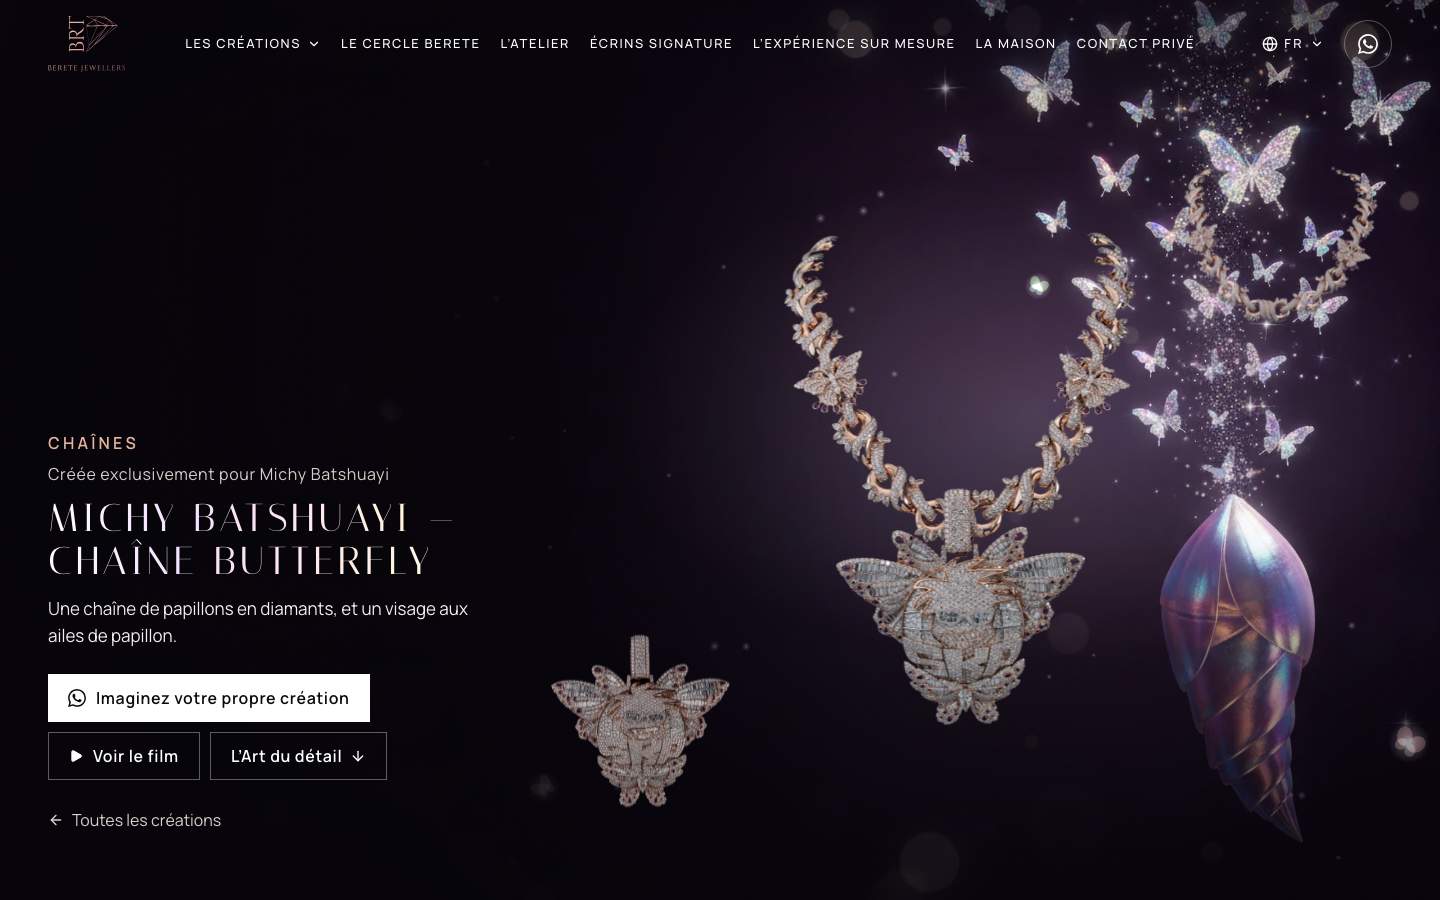 BRT
BERETE JEWELLERS
LES CRÉATIONS
LE CERCLE BERETE
L'ATELIER
ÉCRINS SIGNATURE
L'EXPÉRIENCE SUR MESURE
LA MAISON
CONTACT PRIVÉ
FR
CHAÎNES
Créée exclusivement pour Michy Batshuayi
MICHY BATSHUAYI –
CHAÎNE BUTTERFLY
Une chaîne de papillons en diamants, et un visage aux
ailes de papillon.
Imaginez votre propre création
Voir le film
L'Art du détail
Toutes les créations